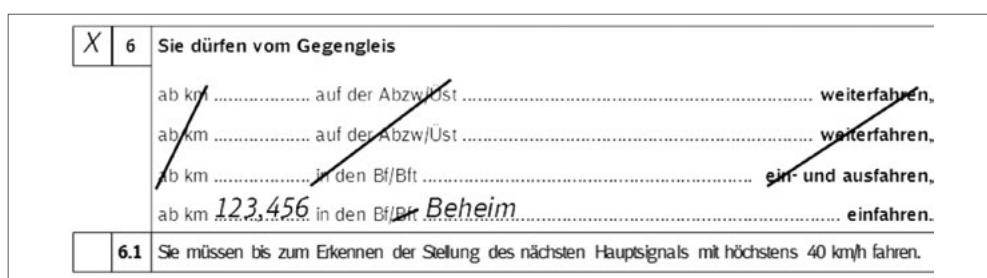 X 6 Sie dürfen vom Gegengleis
ab km .................. auf der Abzw/Üst .................................................................. weiterfahren,
ab km .................. auf der Abzw/Üst .................................................................. weiterfahren,
ab km .................. in den Bf/Bft .................................................................. ein- und ausfahren,
ab km 123,456 in den Bf/Bft Beheim .................................................................. einfahren.
6.1 Sie müssen bis zum Erkennen der Stellung des nächsten Hauptsignals mit höchstens 40 km/h fahren.